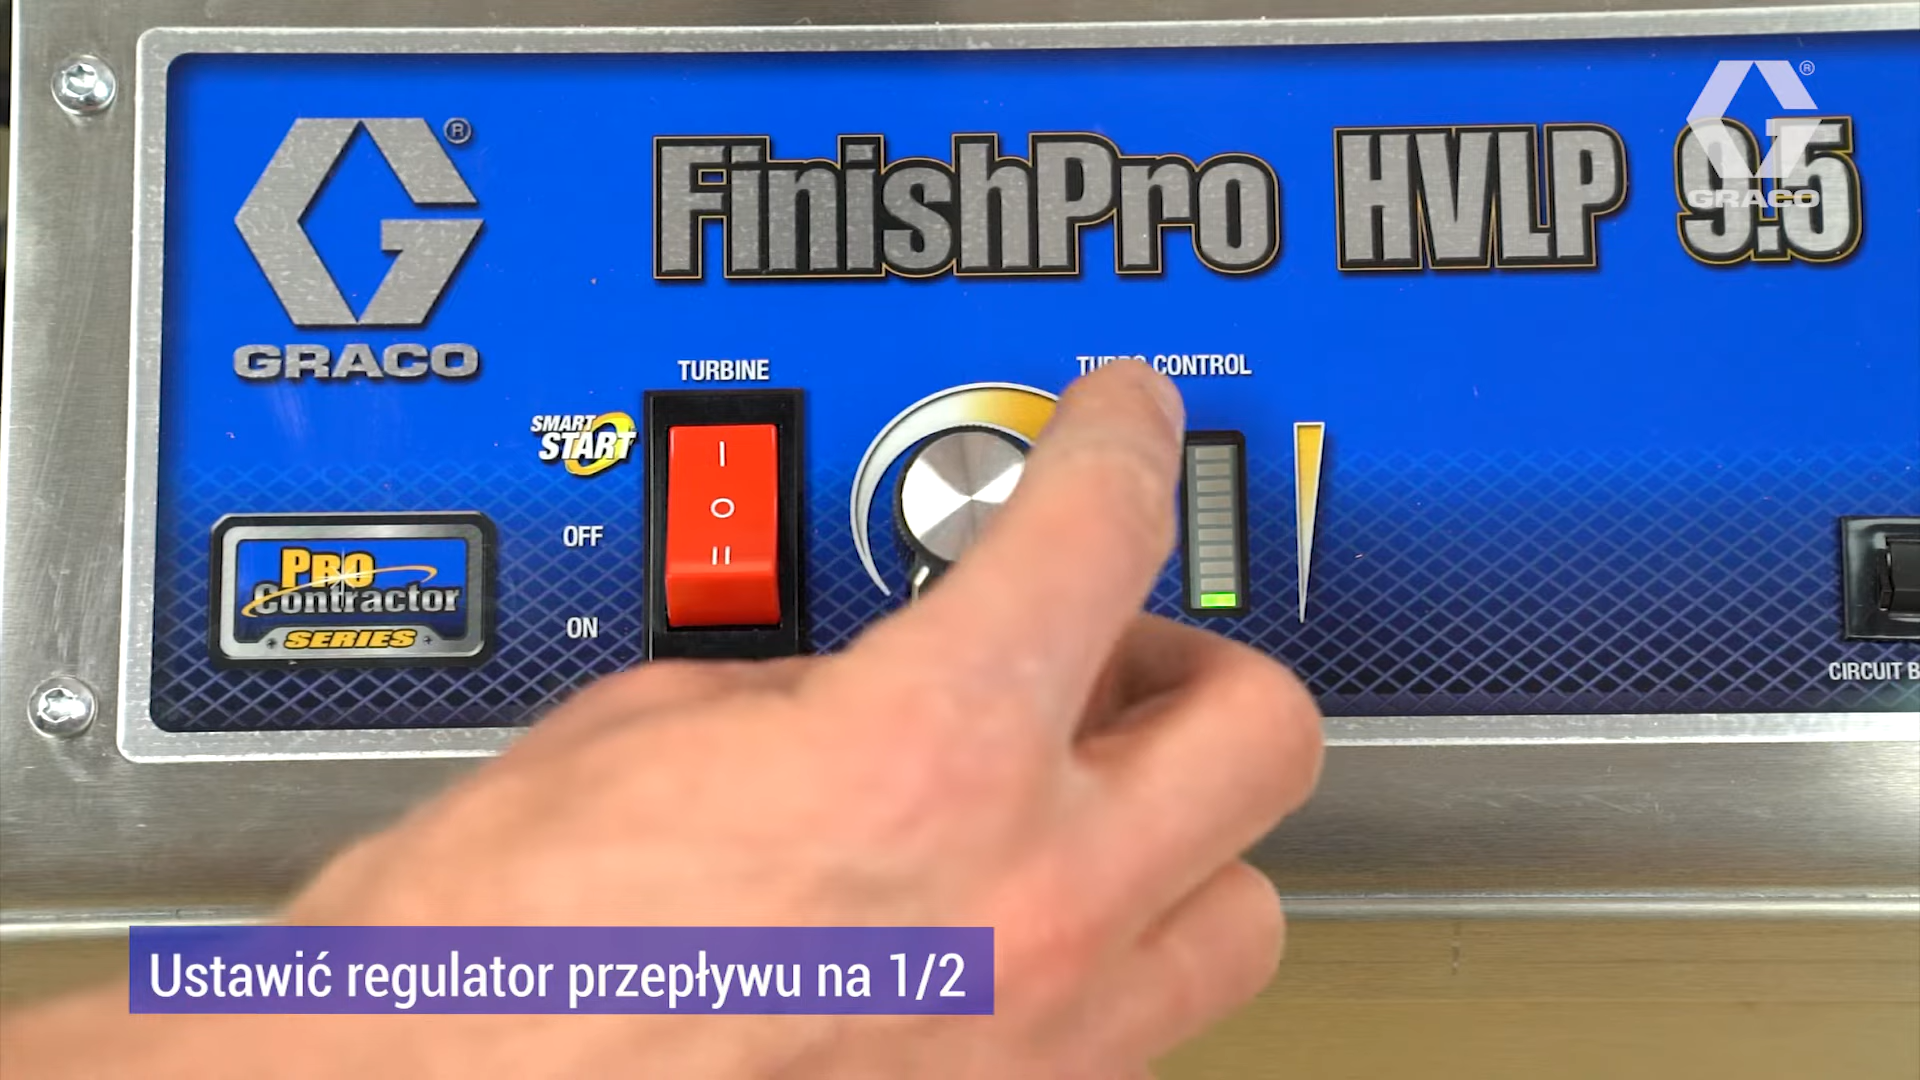 GRACO
®
FinishPro HVLP 9.5
®
GRACO
TURBINE
CONTROL
SMART
START
OFF
ON
I
O
II
PRO
Contractor
SERIES
CIRCUIT
Ustawić regulator przepływu na 1/2